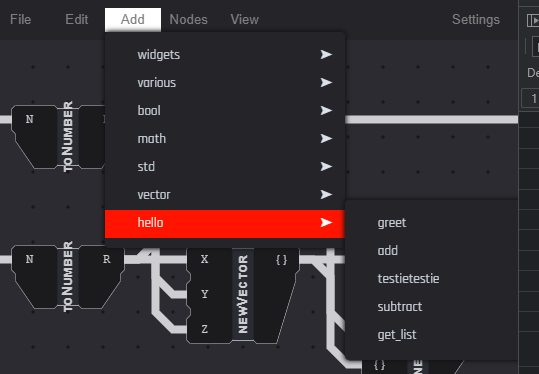 File Edit Add Nodes View Settings
widgets
various
bool
math
std
vector
hello
greet
add
testietestie
subtract
get_list
N toNumber
N toNumber R
X newVector {}
Y
Z
De
1
{}